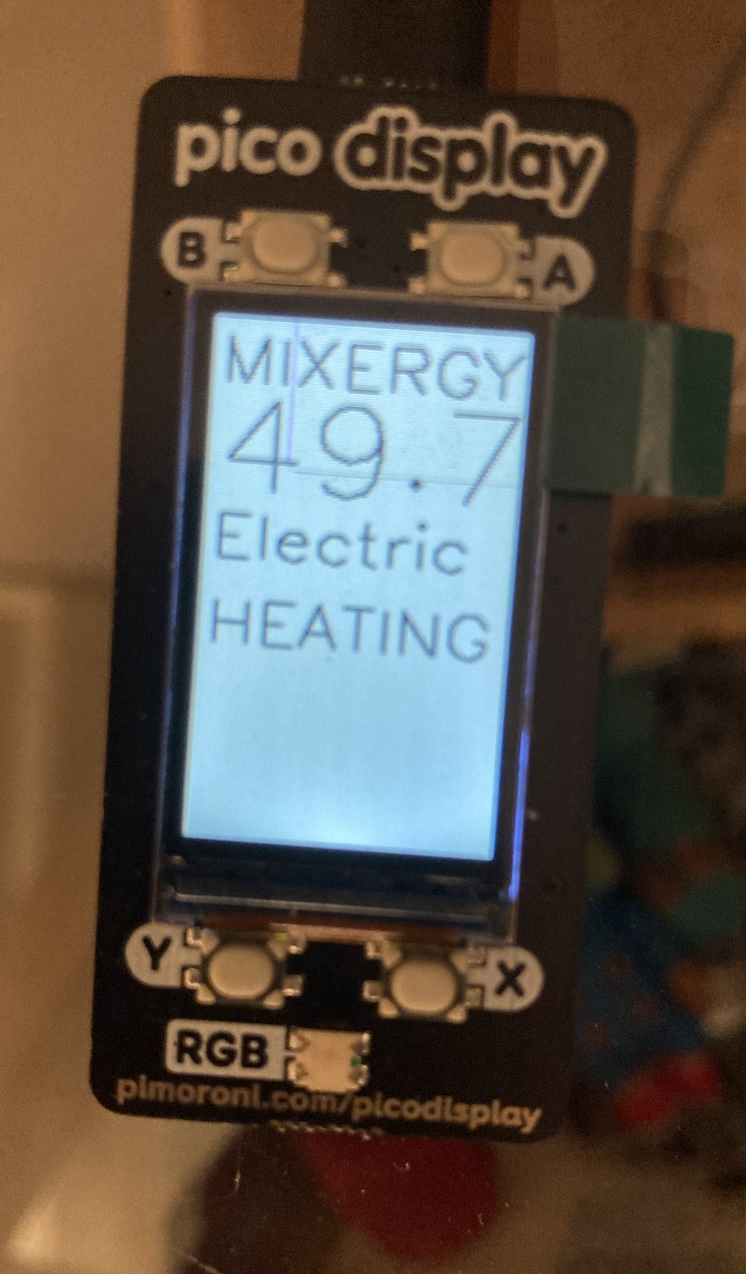 pico display
B A
MIXERGY
49.7
Electric
HEATING
Y X
RGB
pimoroni.com/picodisplay